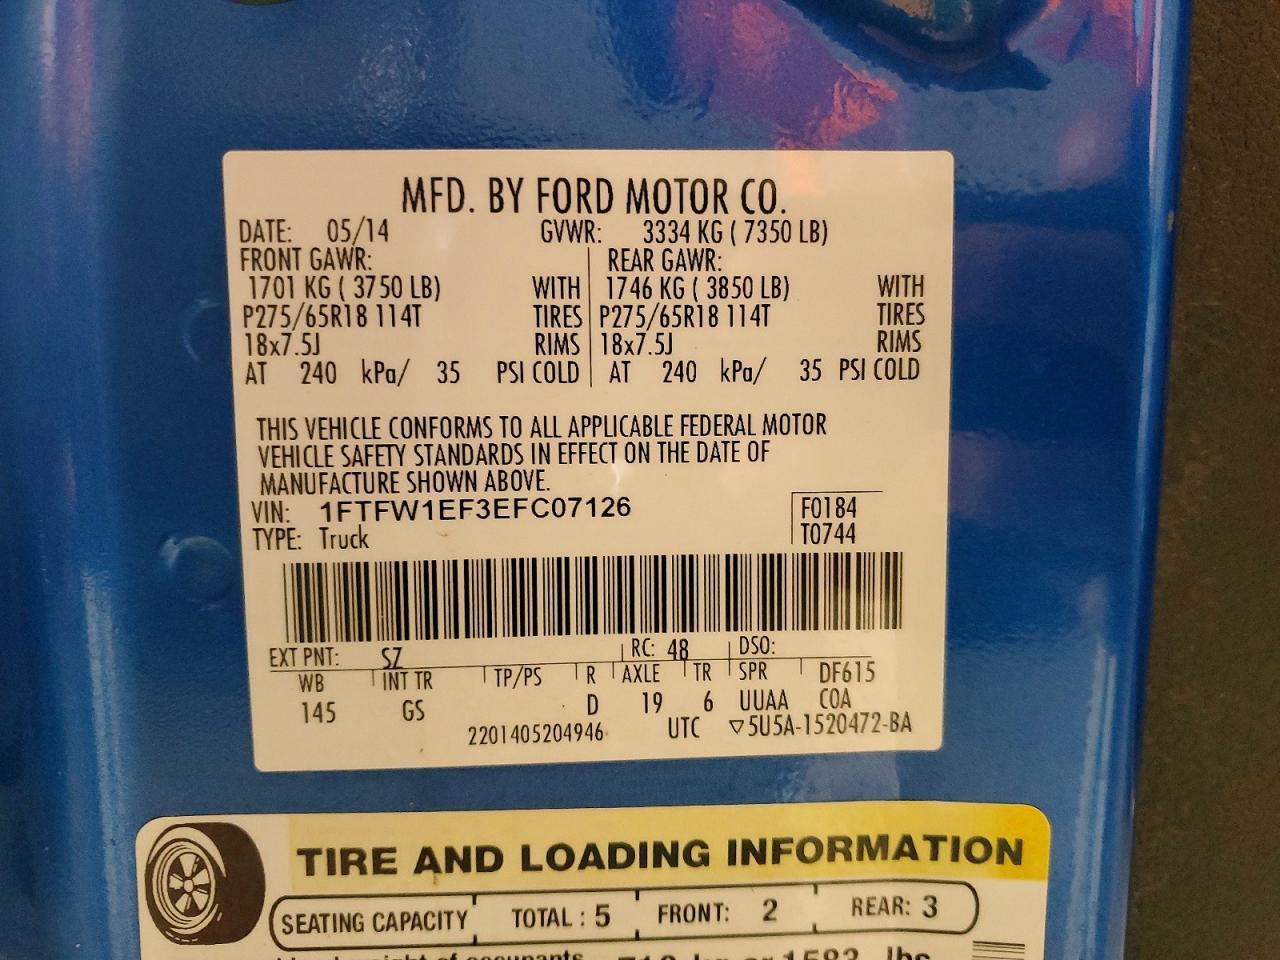 MFD. BY FORD MOTOR CO.
DATE: 05/14 GVWR: 3334 KG ( 7350 LB)
FRONT GAWR: REAR GAWR:
1701 KG ( 3750 LB) WITH 1746 KG ( 3850 LB) WITH
P275/65R18 114T TIRES P275/65R18 114T TIRES
18x7.5J RIMS 18x7.5J RIMS
AT 240 kPa/ 35 PSI COLD AT 240 kPa/ 35 PSI COLD
THIS VEHICLE CONFORMS TO ALL APPLICABLE FEDERAL MOTOR
VEHICLE SAFETY STANDARDS IN EFFECT ON THE DATE OF
MANUFACTURE SHOWN ABOVE.
VIN: 1FTFW1EF3EFC07126 F0184
TYPE: Truck T0744
EXT PNT: SZ RC: 48 DSO:
WB INT TR TP/PS R AXLE TR SPR DF615
145 GS D 19 6 UUAA COA
2201405204946 UTC ▽5U5A-1520472-BA
TIRE AND LOADING INFORMATION
SEATING CAPACITY TOTAL : 5 FRONT: 2 REAR: 3